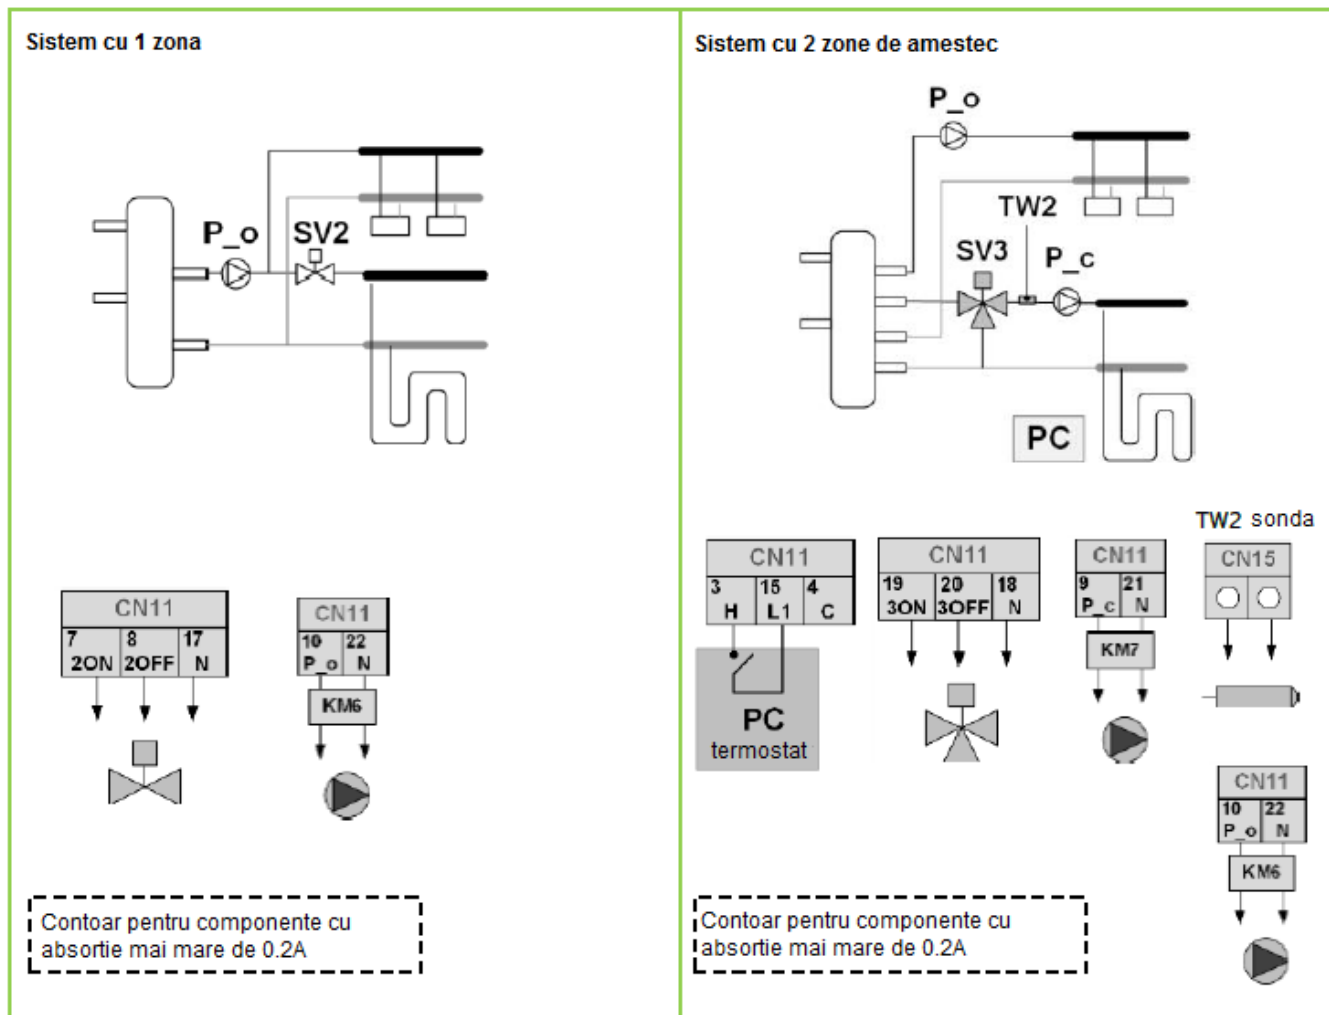 Sistem cu 1 zona
P_o SV2
CN11
7 8 17
2ON 2OFF N
CN11
10 22
P_o N
KM6
Contoar pentru componente cu
absortie mai mare de 0.2A
Sistem cu 2 zone de amestec
P_o
TW2
SV3
P_c
PC
CN11
3 15 4
H L1 C
PC
termostat
CN11
19 20 18
3ON 3OFF N
CN11
9 21
P_c N
KM7
TW2 sonda
CN15
CN11
10 22
P_o N
KM6
Contoar pentru componente cu
absortie mai mare de 0.2A